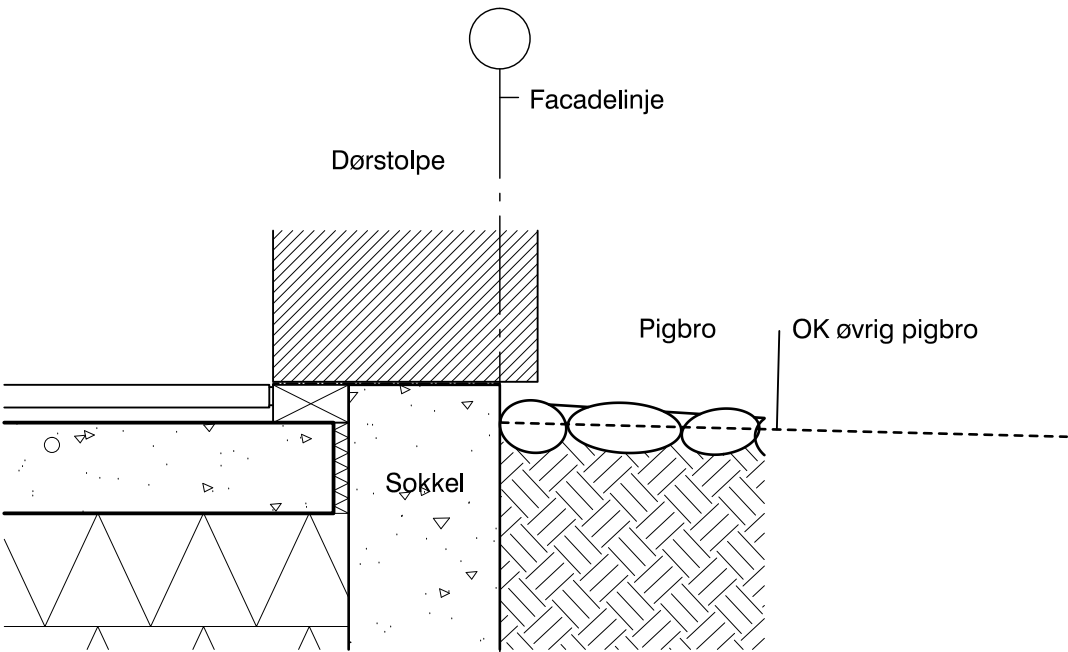 Facadelinje
Dørstolpe
Pigbro
OK øvrig pigbro
Sokkel